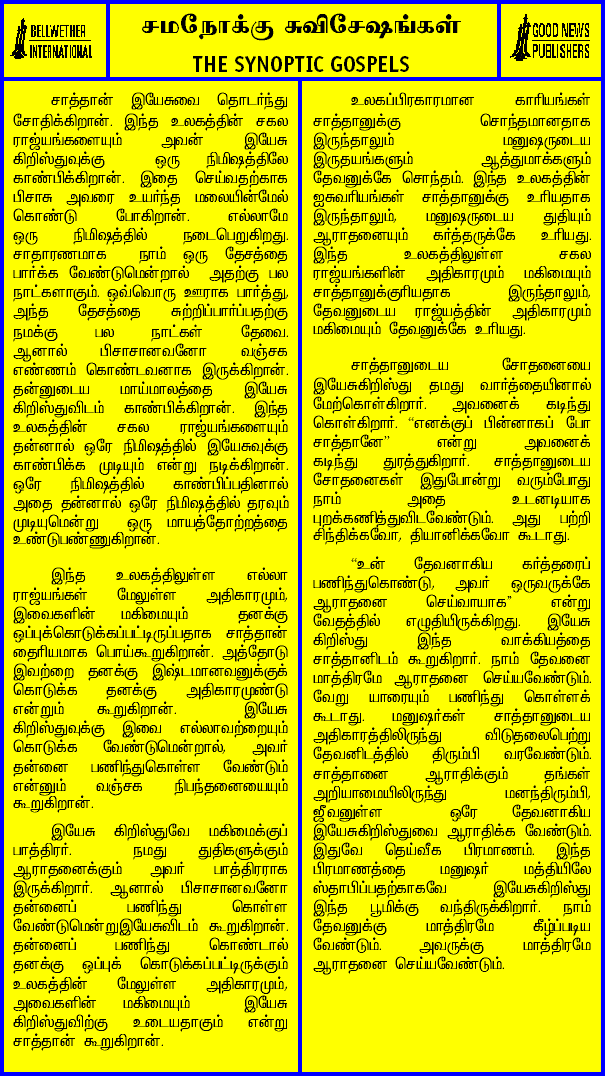 BELLWETHER
INTERNATIONAL
சமநோக்கு சுவிசேஷங்கள்
THE SYNOPTIC GOSPELS
GOOD NEWS
PUBLISHERS
சாத்தான் இயேசுவை தொடர்ந்து
சோதிக்கிறான். இந்த உலகத்தின் சகல
ராஜ்யங்களையும் அவன் இயேசு
கிறிஸ்துவுக்கு ஒரு நிமிஷத்திலே
காண்பிக்கிறான். இதை செய்வதற்காக
பிசாசு அவரை உயர்ந்த மலையின்மேல்
கொண்டு போகிறான். எல்லாமே
ஒரு நிமிஷத்தில் நடைபெறுகிறது.
சாதாரணமாக நாம் ஒரு தேசத்தை
பார்க்க வேண்டுமென்றால் அதற்கு பல
நாட்களாகும். ஒவ்வொரு ஊராக பார்த்து,
அந்த தேசத்தை சுற்றிப்பார்ப்பதற்கு
நமக்கு பல நாட்கள் தேவை.
ஆனால் பிசாசானவனோ வஞ்சக
எண்ணம் கொண்டவனாக இருக்கிறான்.
தன்னுடைய மாய்மாலத்தை இயேசு
கிறிஸ்துவிடம் காண்பிக்கிறான். இந்த
உலகத்தின் சகல ராஜ்யங்களையும்
தன்னால் ஒரே நிமிஷத்தில் இயேசுவுக்கு
காண்பிக்க முடியும் என்று நடிக்கிறான்.
ஒரே நிமிஷத்தில் காண்பிப்பதினால்
அதை தன்னால் ஒரே நிமிஷத்தில் தரவும்
முடியுமென்று ஒரு மாயத்தோற்றத்தை
உண்டுபண்ணுகிறான்.
இந்த உலகத்திலுள்ள எல்லா
ராஜ்யங்கள் மேலுள்ள அதிகாரமும்,
இவைகளின் மகிமையும் தனக்கு
ஒப்புக்கொடுக்கப்பட்டிருப்பதாக சாத்தான்
தைரியமாக பொய்கூறுகிறான். அத்தோடு
இவற்றை தனக்கு இஷ்டமானவனுக்குக்
கொடுக்க தனக்கு அதிகாரமுண்டு
என்றும் கூறுகிறான். இயேசு
கிறிஸ்துவுக்கு இவை எல்லாவற்றையும்
கொடுக்க வேண்டுமென்றால், அவர்
தன்னை பணிந்துகொள்ள வேண்டும்
என்னும் வஞ்சக நிபந்தனையையும்
கூறுகிறான்.
இயேசு கிறிஸ்துவே மகிமைக்குப்
பாத்திரர். நமது துதிகளுக்கும்
ஆராதனைக்கும் அவர் பாத்திரராக
இருக்கிறார். ஆனால் பிசாசானவனோ
தன்னைப் பணிந்து கொள்ள
வேண்டுமென்றுஇயேசுவிடம் கூறுகிறான்.
தன்னைப் பணிந்து கொண்டால்
தனக்கு ஒப்புக் கொடுக்கப்பட்டிருக்கும்
உலகத்தின் மேலுள்ள அதிகாரமும்,
அவைகளின் மகிமையும் இயேசு
கிறிஸ்துவிற்கு உடையதாகும் என்று
சாத்தான் கூறுகிறான்.
உலகப்பிரகாரமான காரியங்கள்
சாத்தானுக்கு சொந்தமானதாக
இருந்தாலும் மனுஷருடைய
இருதயங்களும் ஆத்துமாக்களும்
தேவனுக்கே சொந்தம். இந்த உலகத்தின்
ஐசுவரியங்கள் சாத்தானுக்கு உரியதாக
இருந்தாலும், மனுஷருடைய துதியும்
ஆராதனையும் கர்த்தருக்கே உரியது.
இந்த உலகத்திலுள்ள சகல
ராஜ்யங்களின் அதிகாரமும் மகிமையும்
சாத்தானுக்குரியதாக இருந்தாலும்,
தேவனுடைய ராஜ்யத்தின் அதிகாரமும்
மகிமையும் தேவனுக்கே உரியது.
சாத்தானுடைய சோதனையை
இயேசுகிறிஸ்து தமது வார்த்தையினால்
மேற்கொள்கிறார். அவனைக் கடிந்து
கொள்கிறார். “எனக்குப் பின்னாகப் போ
சாத்தானே” என்று அவனைக்
கடிந்து துரத்துகிறார். சாத்தானுடைய
சோதனைகள் இதுபோன்று வரும்போது
நாம் அதை உடனடியாக
புறக்கணித்துவிடவேண்டும். அது பற்றி
சிந்திக்கவோ, தியானிக்கவோ கூடாது.
“உன் தேவனாகிய கர்த்தரைப்
பணிந்துகொண்டு, அவர் ஒருவருக்கே
ஆராதனை செய்வாயாக” என்று
வேதத்தில் எழுதியிருக்கிறது. இயேசு
கிறிஸ்து இந்த வாக்கியத்தை
சாத்தானிடம் கூறுகிறார். நாம் தேவனை
மாத்திரமே ஆராதனை செய்யவேண்டும்.
வேறு யாரையும் பணிந்து கொள்ளக்
கூடாது. மனுஷர்கள் சாத்தானுடைய
அதிகாரத்திலிருந்து விடுதலைபெற்று
தேவனிடத்தில் திரும்பி வரவேண்டும்.
சாத்தானை ஆராதிக்கும் தங்கள்
அறியாமையிலிருந்து மனந்திரும்பி,
ஜீவனுள்ள ஒரே தேவனாகிய
இயேசுகிறிஸ்துவை ஆராதிக்க வேண்டும்.
இதுவே தெய்வீக பிரமாணம். இந்த
பிரமாணத்தை மனுஷர் மத்தியிலே
ஸ்தாபிப்பதற்காகவே இயேசுகிறிஸ்து
இந்த பூமிக்கு வந்திருக்கிறார். நாம்
தேவனுக்கு மாத்திரமே கீழ்ப்படிய
வேண்டும். அவருக்கு மாத்திரமே
ஆராதனை செய்யவேண்டும்.